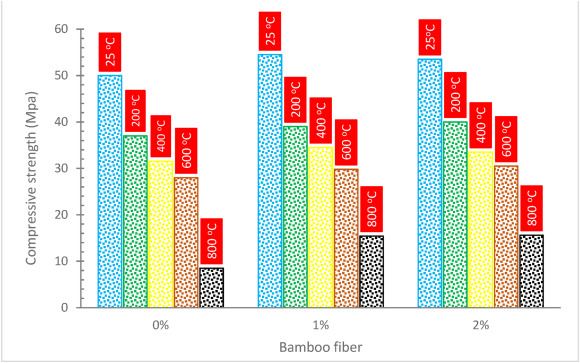 Compressive strength (Mpa)
60
50
40
30
20
10
0
25 °C
200 °C
400 °C
600 °C
800 °C
25 °C
200 °C
400 °C
600 °C
800 °C
25°C
200 °C
400 °C
600 °C
800 °C
0%
1%
2%
Bamboo fiber